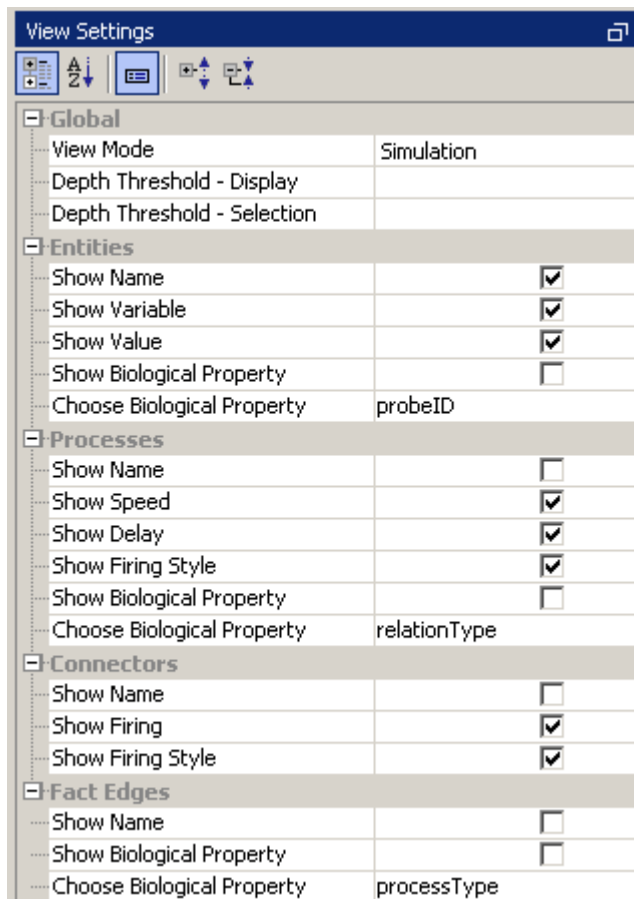 View Settings
Global
View Mode Simulation
Depth Threshold - Display
Depth Threshold - Selection
Entities
Show Name
Show Variable
Show Value
Show Biological Property
Choose Biological Property probeID
Processes
Show Name
Show Speed
Show Delay
Show Firing Style
Show Biological Property
Choose Biological Property relationType
Connectors
Show Name
Show Firing
Show Firing Style
Fact Edges
Show Name
Show Biological Property
Choose Biological Property processType